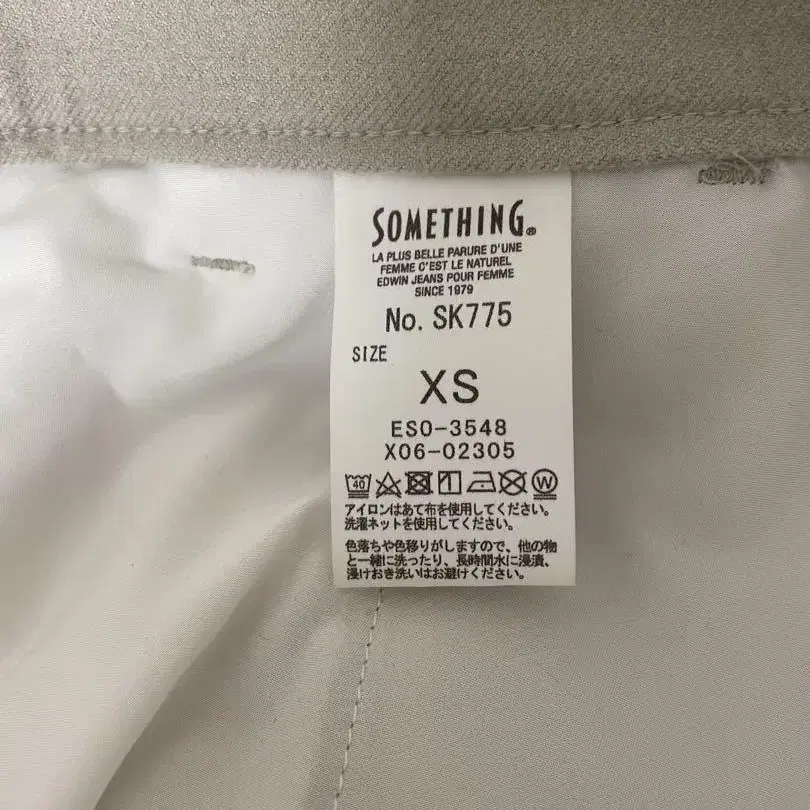 SOMETHING®
LA PLUS BELLE PARURE D'UNE
FEMME C'EST LE NATUREL
EDWIN JEANS POUR FEMME
SINCE 1979
No. SK775
SIZE
XS
ESO-3548
X06-02305
40 1 W
アイロンはあて布を使用してください。
洗濯ネットを使用してください。
色落ちや色移りがしますので、他の物
と一緒に洗ったり、長時間水に浸漬、
浸けおき洗いはお避けください。